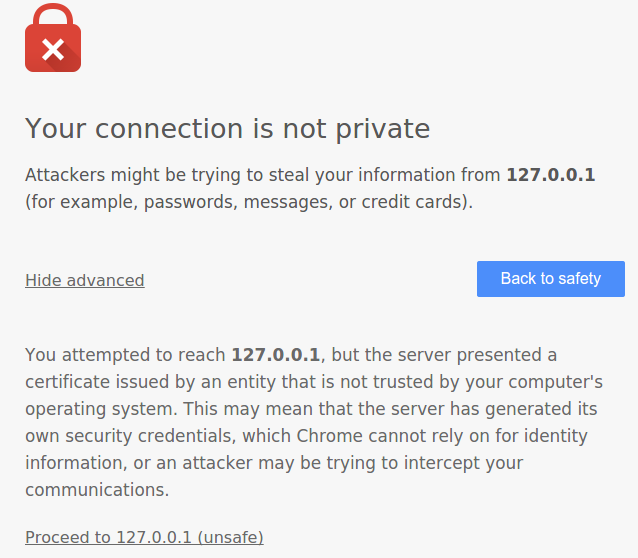 Your connection is not private
Attackers might be trying to steal your information from 127.0.0.1
(for example, passwords, messages, or credit cards).
Hide advanced
Back to safety
You attempted to reach 127.0.0.1, but the server presented a
certificate issued by an entity that is not trusted by your computer's
operating system. This may mean that the server has generated its
own security credentials, which Chrome cannot rely on for identity
information, or an attacker may be trying to intercept your
communications.
Proceed to 127.0.0.1 (unsafe)